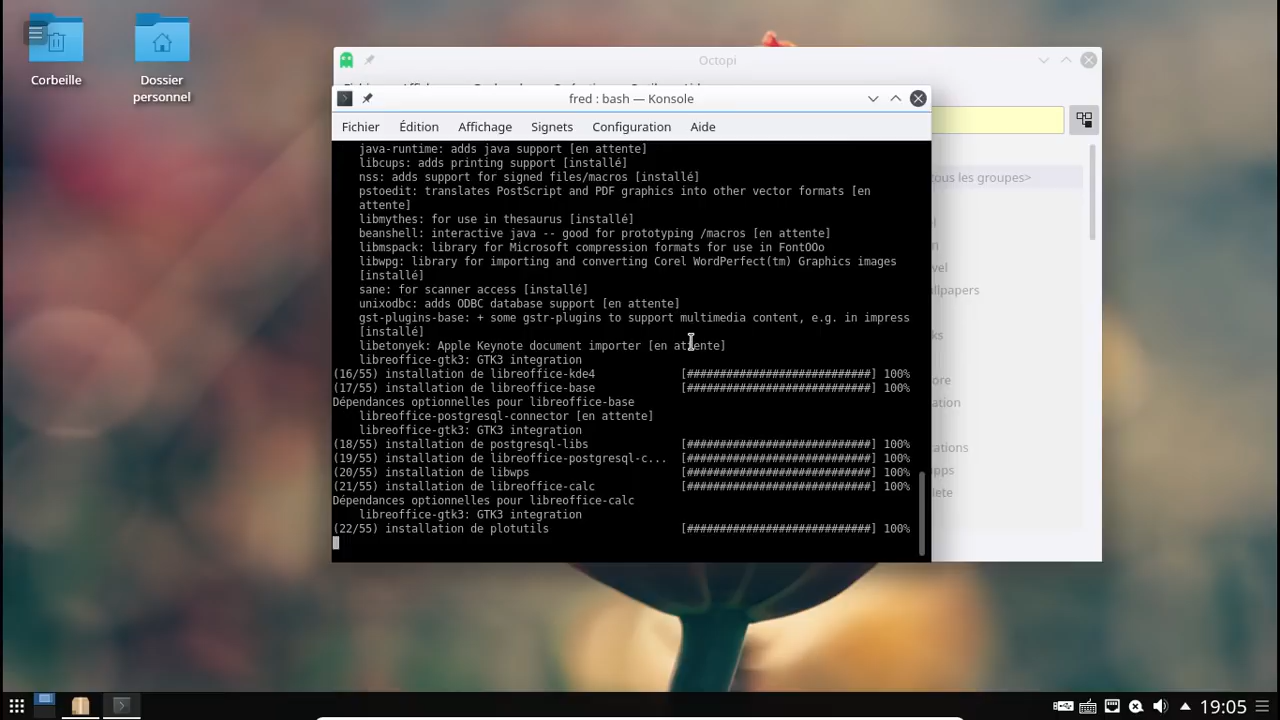 Corbeille
Dossier
personnel
Octopi
fred : bash — Konsole
Fichier Édition Affichage Signets Configuration Aide
java-runtime: adds java support [en attente]
libcups: adds printing support [installé]
nss: adds support for signed files/macros [installé]
pstoedit: translates PostScript and PDF graphics into other vector formats [en
attente]
libmythes: for use in thesaurus [installé]
beanshell: interactive java -- good for prototyping /macros [en attente]
libmspack: library for Microsoft compression formats for use in FontOOo
libwpg: library for importing and converting Corel WordPerfect(tm) Graphics images
[installé]
sane: for scanner access [installé]
unixodbc: adds ODBC database support [en attente]
gst-plugins-base: + some gstr-plugins to support multimedia content, e.g. in impress
[installé]
libetonyek: Apple Keynote document importer [en attente]
libreoffice-gtk3: GTK3 integration
(16/55) installation de libreoffice-kde4 [############################] 100%
(17/55) installation de libreoffice-base [############################] 100%
Dépendances optionnelles pour libreoffice-base
libreoffice-postgresql-connector [en attente]
libreoffice-gtk3: GTK3 integration
(18/55) installation de postgresql-libs [############################] 100%
(19/55) installation de libreoffice-postgresql-c... [############################] 100%
(20/55) installation de libwps [############################] 100%
(21/55) installation de libreoffice-calc [############################] 100%
Dépendances optionnelles pour libreoffice-calc
libreoffice-gtk3: GTK3 integration
(22/55) installation de plotutils [############################] 100%
tous les groupes>
19:05